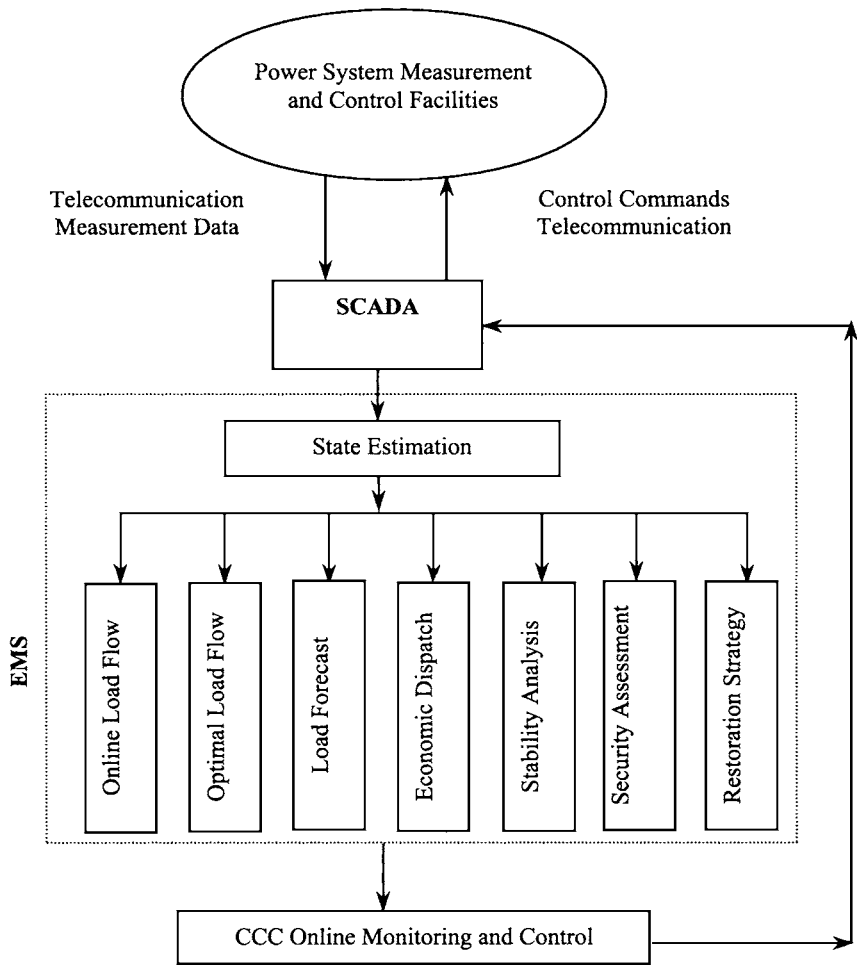 Power System Measurement
and Control Facilities
Telecommunication
Measurement Data
Control Commands
Telecommunication
SCADA
State Estimation
EMS
Online Load Flow
Optimal Load Flow
Load Forecast
Economic Dispatch
Stability Analysis
Security Assessment
Restoration Strategy
CCC Online Monitoring and Control